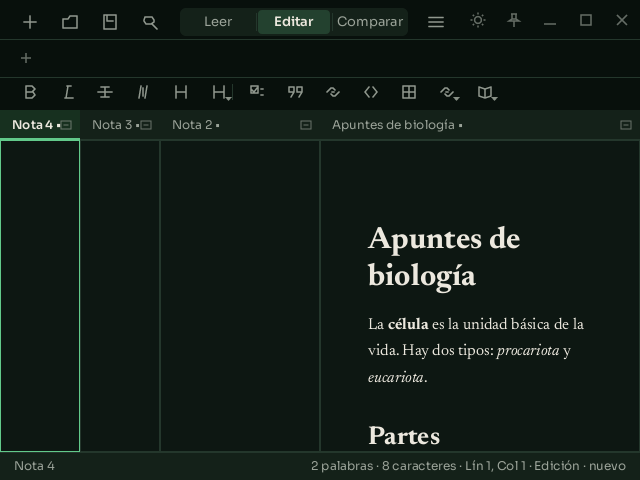 Leer Editar Comparar
Nota 4 • Nota 3 • Nota 2 • Apuntes de biología •
Apuntes de
biología
La célula es la unidad básica de la
vida. Hay dos tipos: procariota y
eucariota.
Partes
Nota 4 2 palabras · 8 caracteres · Lín 1, Col 1 · Edición · nuevo